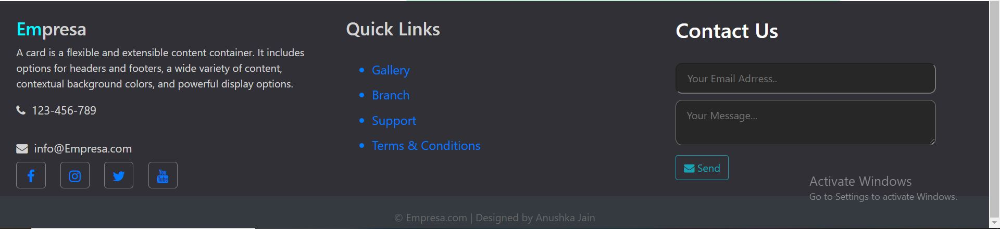 Empresa
A card is a flexible and extensible content container. It includes
options for headers and footers, a wide variety of content,
contextual background colors, and powerful display options.
123-456-789
info@Empresa.com
You
Tube
Quick Links
Gallery
Branch
Support
Terms & Conditions
Contact Us
Your Email Adrress..
Your Message...
Send
Activate Windows
Go to Settings to activate Windows.
© Empresa.com | Designed by Anushka Jain